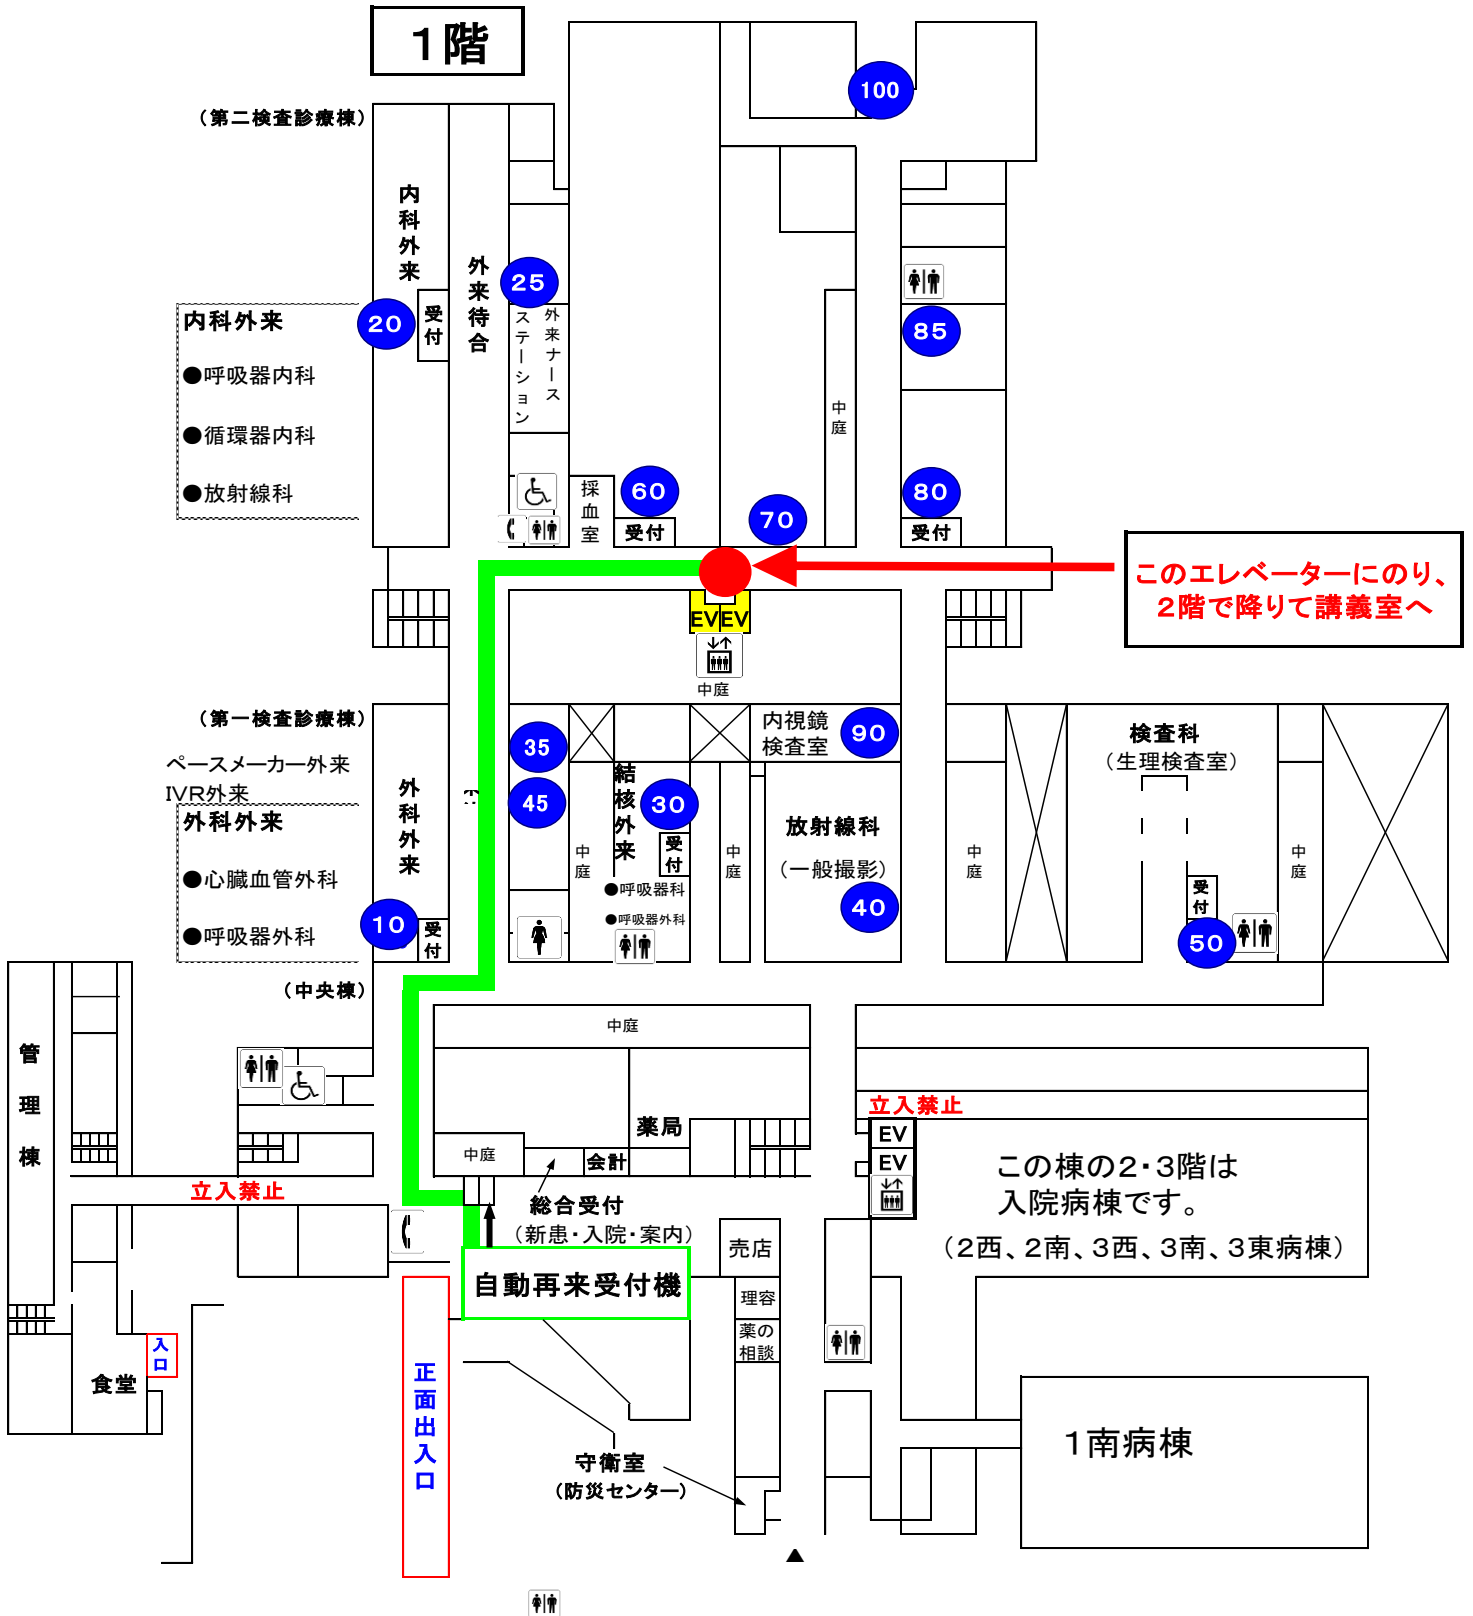 1階
100
（第二検査診療棟）
内科外来
外来待合
25
20
受付
外来ナース
ステーション
85
内科外来
●呼吸器内科
●循環器内科
●放射線科
中庭
採血室
60
受付
70
80
受付
このエレベーターにのり、
2階で降りて講義室へ
EV EV
中庭
（第一検査診療棟）
ペースメーカー外来
IVR外来
外科外来
●心臓血管外科
●呼吸器外科
外科外来
10
受付
35
45
中庭
結核外来
30
受付
●呼吸器科
●呼吸器外科
中庭
内視鏡
検査室
90
放射線科
（一般撮影）
40
中庭
検査科
（生理検査室）
受付
50
中庭
（中央棟）
管理棟
中庭
薬局
中庭
会計
立入禁止
立入禁止
EV
EV
総合受付
（新患・入院・案内）
この棟の2・3階は
入院病棟です。
（2西、2南、3西、3南、3東病棟）
売店
自動再来受付機
理容
薬の
相談
入口
食堂
正面出入口
守衛室
（防災センター）
1南病棟